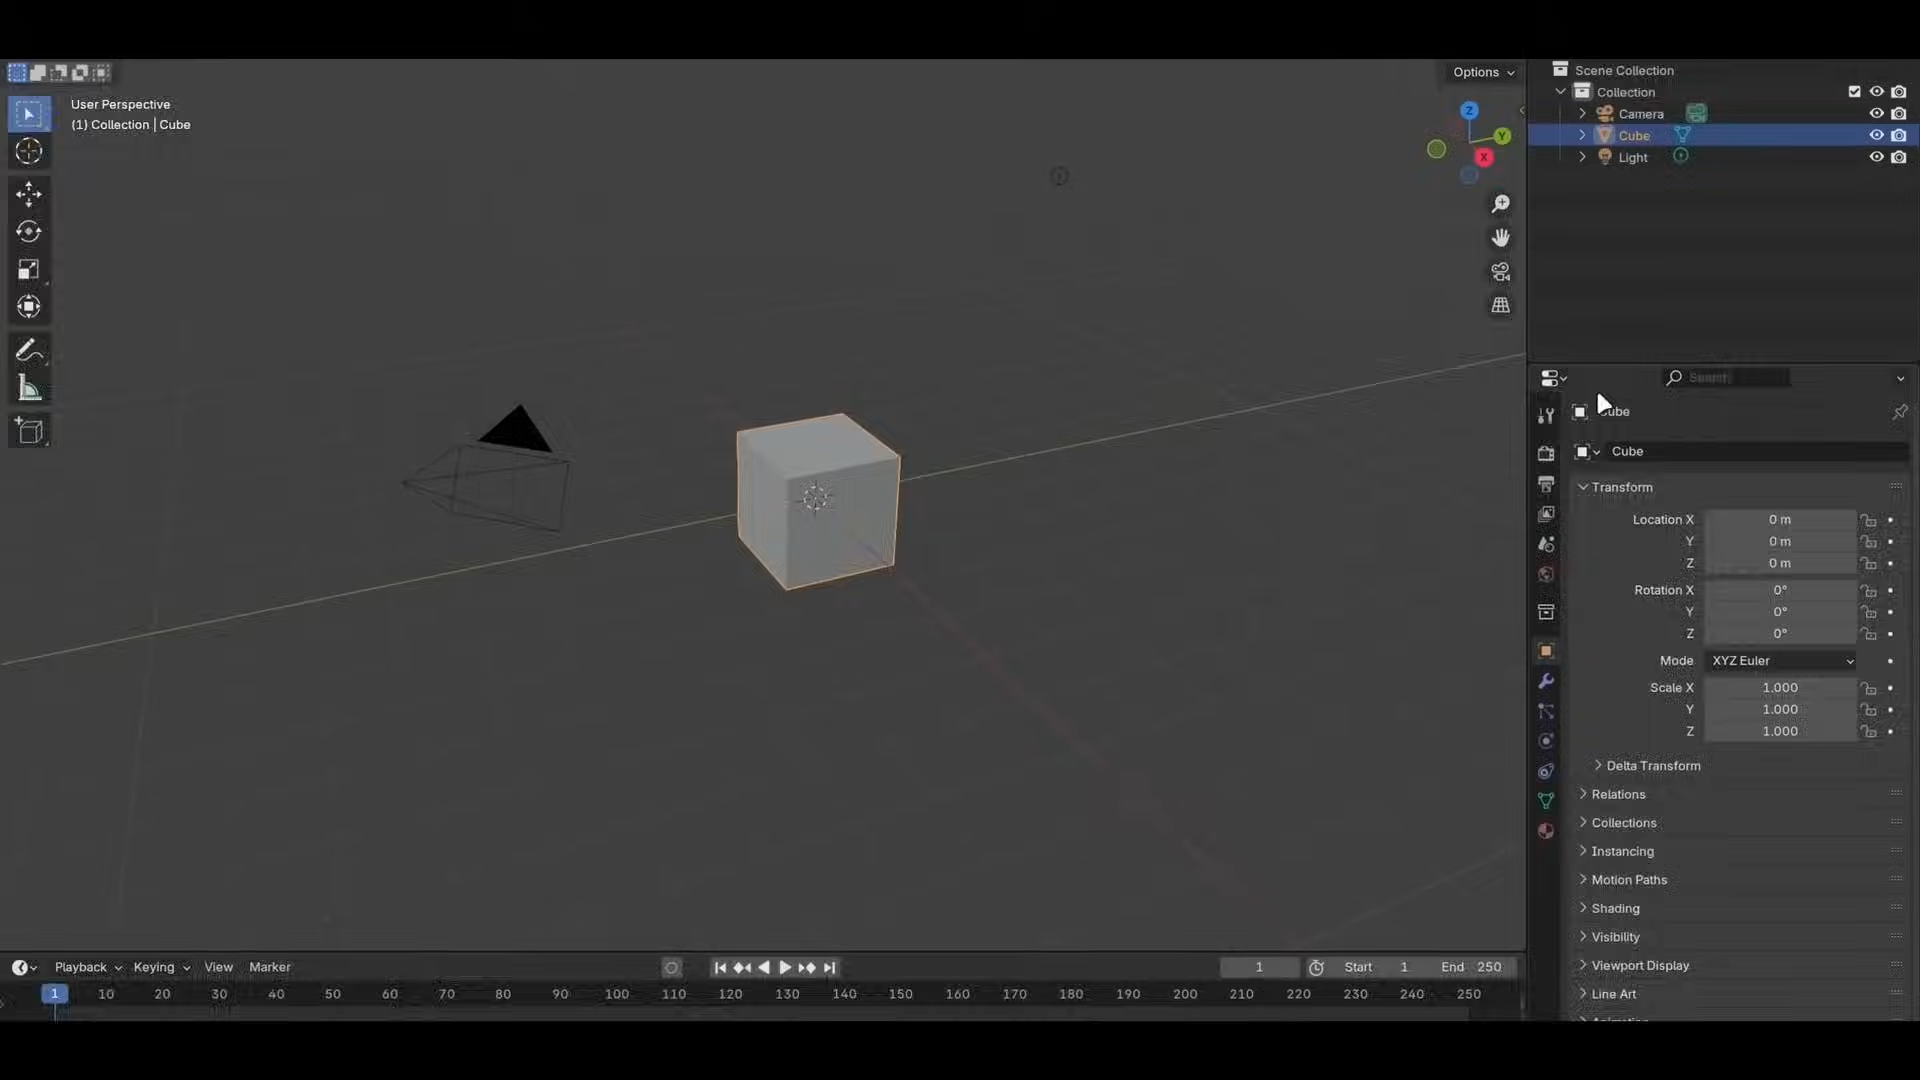 Options
User Perspective
(1) Collection | Cube
Z
Y
X
Scene Collection
Collection
Camera
Cube
Light
Search
Cube
Cube
Transform
Location X 0 m
Y 0 m
Z 0 m
Rotation X 0°
Y 0°
Z 0°
Mode XYZ Euler
Scale X 1.000
Y 1.000
Z 1.000
Delta Transform
Relations
Collections
Instancing
Motion Paths
Shading
Visibility
Viewport Display
Line Art
Playback Keying View Marker 1 Start 1 End 250
1 10 20 30 40 50 60 70 80 90 100 110 120 130 140 150 160 170 180 190 200 210 220 230 240 250